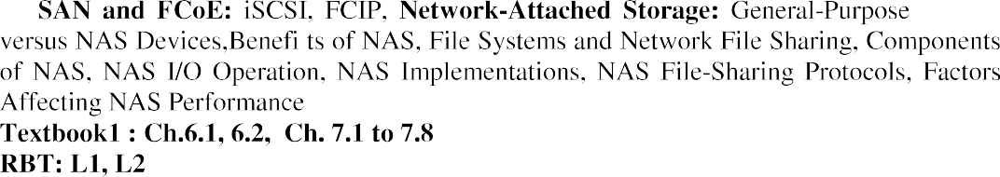 SAN and FCoE: iSCSI, FCIP, Network-Attached Storage: General-Purpose
versus NAS Devices,Benefi ts of NAS, File Systems and Network File Sharing, Components
of NAS, NAS I/O Operation, NAS Implementations, NAS File-Sharing Protocols, Factors
Affecting NAS Performance
Textbook1 : Ch.6.1, 6.2, Ch. 7.1 to 7.8
RBT: L1, L2